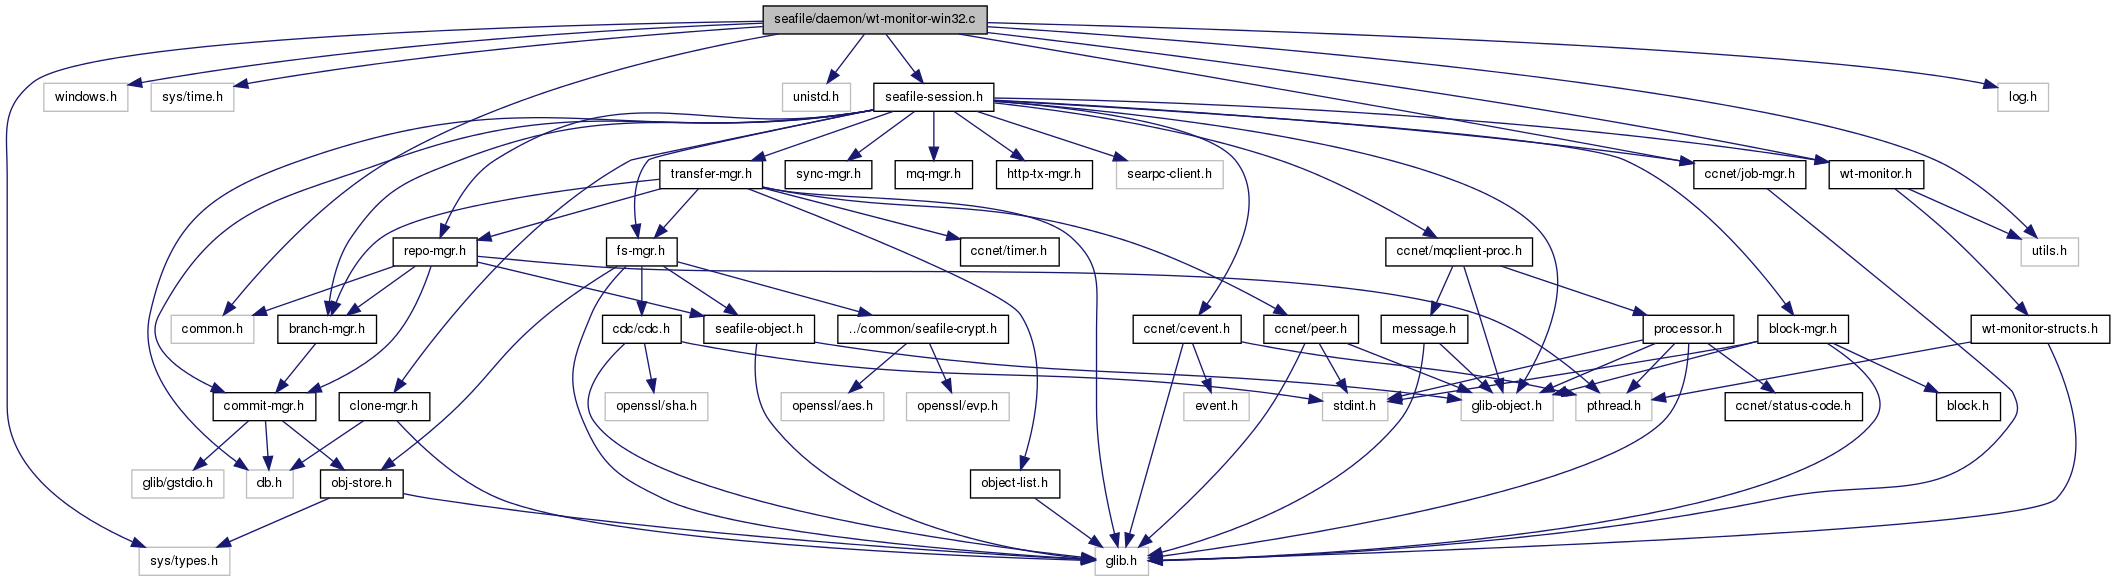 seafile/daemon/wt-monitor-win32.c
windows.h
sys/time.h
unistd.h
seafile-session.h
log.h
transfer-mgr.h
sync-mgr.h
mq-mgr.h
http-tx-mgr.h
searpc-client.h
ccnet/job-mgr.h
wt-monitor.h
repo-mgr.h
fs-mgr.h
ccnet/timer.h
ccnet/mqclient-proc.h
utils.h
common.h
branch-mgr.h
cdc/cdc.h
seafile-object.h
../common/seafile-crypt.h
ccnet/cevent.h
ccnet/peer.h
message.h
processor.h
block-mgr.h
wt-monitor-structs.h
commit-mgr.h
clone-mgr.h
openssl/sha.h
openssl/aes.h
openssl/evp.h
event.h
stdint.h
glib-object.h
pthread.h
ccnet/status-code.h
block.h
glib/gstdio.h
db.h
obj-store.h
object-list.h
sys/types.h
glib.h